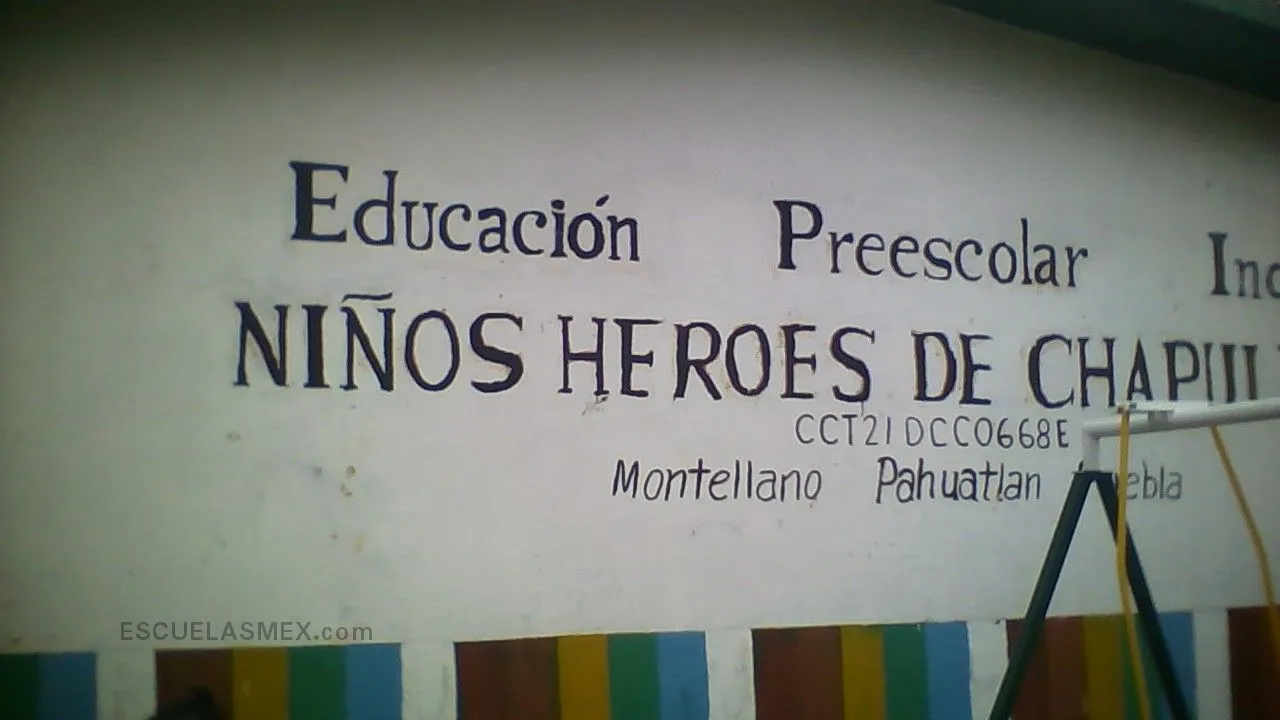 Educación Preescolar
NIÑOS HEROES DE
CCT21DCC0668E
Montellano Pahuatlan
ESCUELASMEX.com